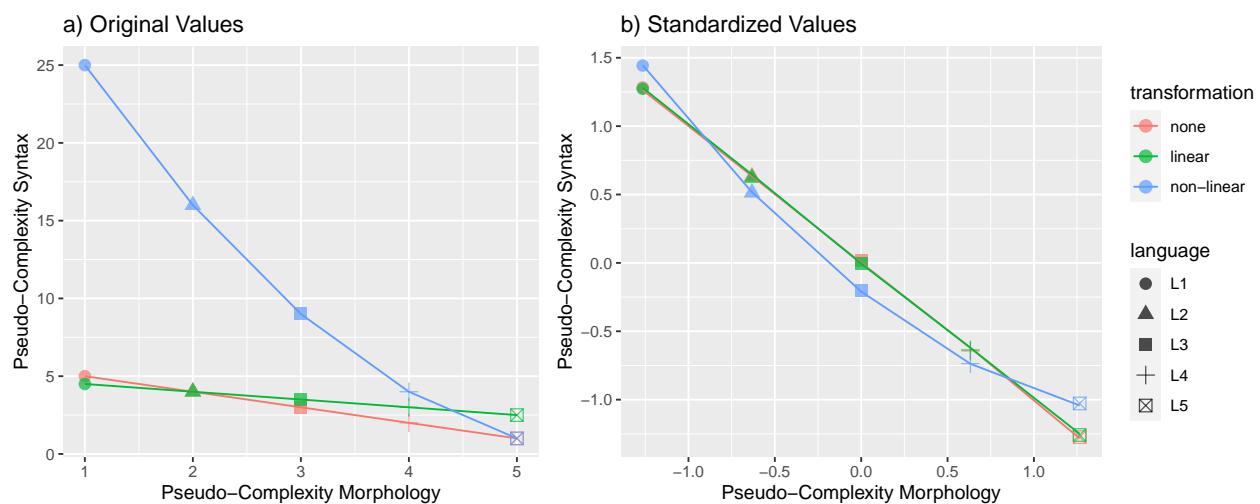 a) Original Values
Pseudo−Complexity Syntax
25
20
15
10
5
0
1 2 3 4 5
Pseudo−Complexity Morphology
b) Standardized Values
Pseudo−Complexity Syntax
1.5
1.0
0.5
0.0
−0.5
−1.0
−1.0 −0.5 0.0 0.5 1.0
Pseudo−Complexity Morphology
transformation
none
linear
non−linear
language
L1
L2
L3
L4
L5